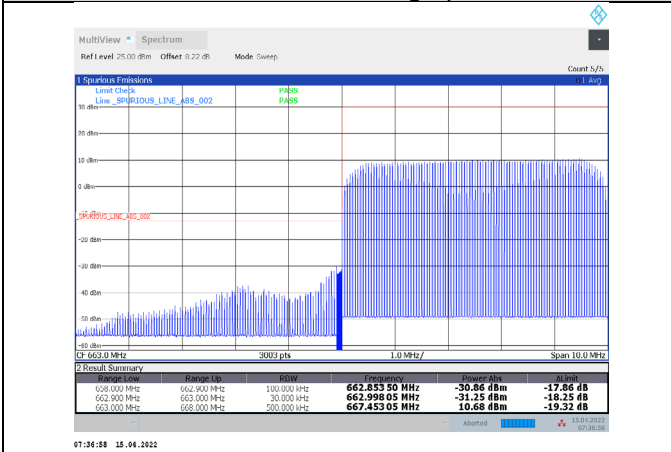 MultiView Spectrum
Ref Level 25.00 dBm Offset 8.22 dB Mode Sweep
Count 5/5
1 Spurious Emissions 1 Avg
Limit Check PASS
Line _SPURIOUS_LINE_ABS_002 PASS
30 dBm
20 dBm
10 dBm
0 dBm
_SPURIOUS_LINE_ABS_002
-20 dBm
-30 dBm
-40 dBm
-50 dBm
-60 dBm
CF 663.0 MHz 3003 pts 1.0 MHz/ Span 10.0 MHz
2 Result Summary
Range Low Range Up RBW Frequency Power Abs ΔLimit
658.000 MHz 662.900 MHz 100.000 kHz 662.853 50 MHz -30.86 dBm -17.86 dB
662.900 MHz 663.000 MHz 30.000 kHz 662.998 05 MHz -31.25 dBm -18.25 dB
663.000 MHz 668.000 MHz 500.000 kHz 667.453 05 MHz 10.68 dBm -19.32 dB
Aborted 15.04.2022
07:36:58
07:36:58 15.04.2022